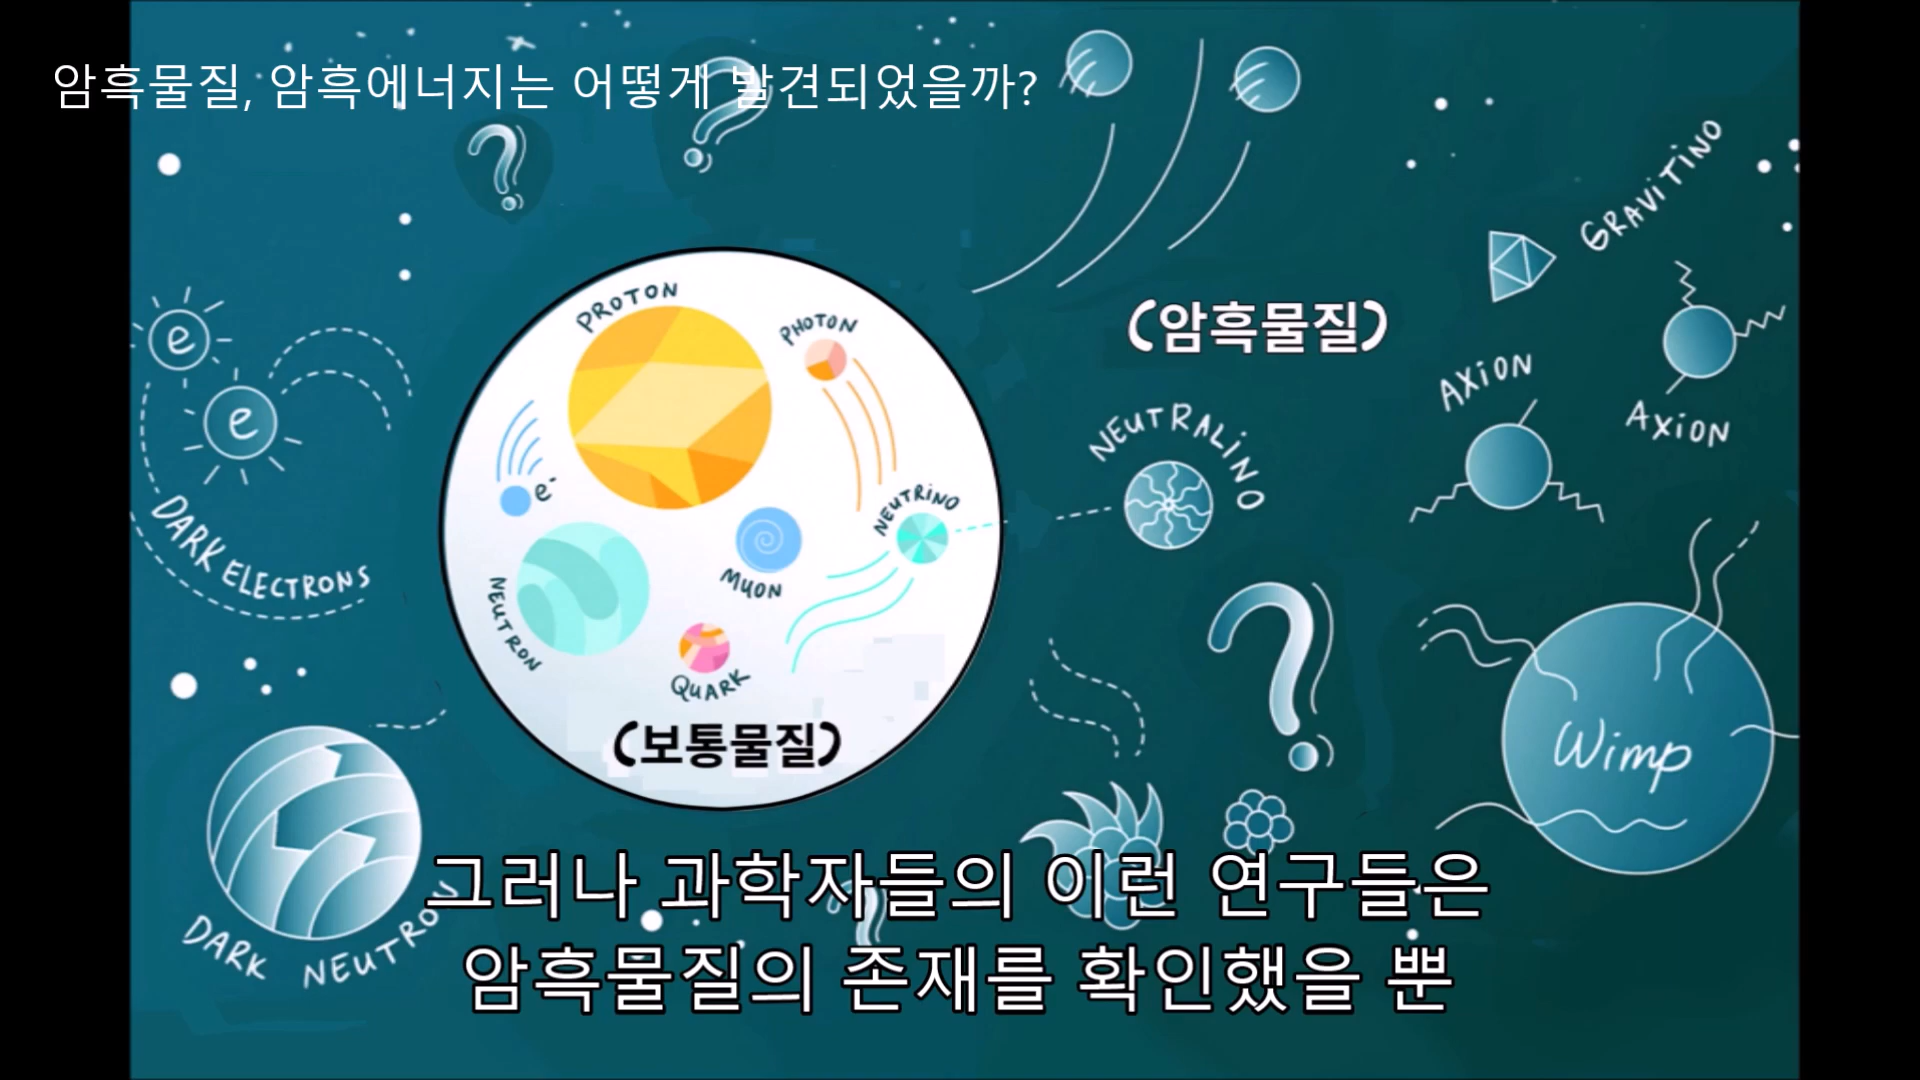 암흑물질, 암흑에너지는 어떻게 발견되었을까?
GRAVITINO
PROTON
PHOTON
(암흑물질)
e
AXION
AXION
e
NEUTRALINO
e-
NEUTRINO
DARK ELECTRONS
MUON
NEUTRON
QUARK
(보통물질)
Wimp
DARK NEUTRON
그러나 과학자들의 이런 연구들은
암흑물질의 존재를 확인했을 뿐